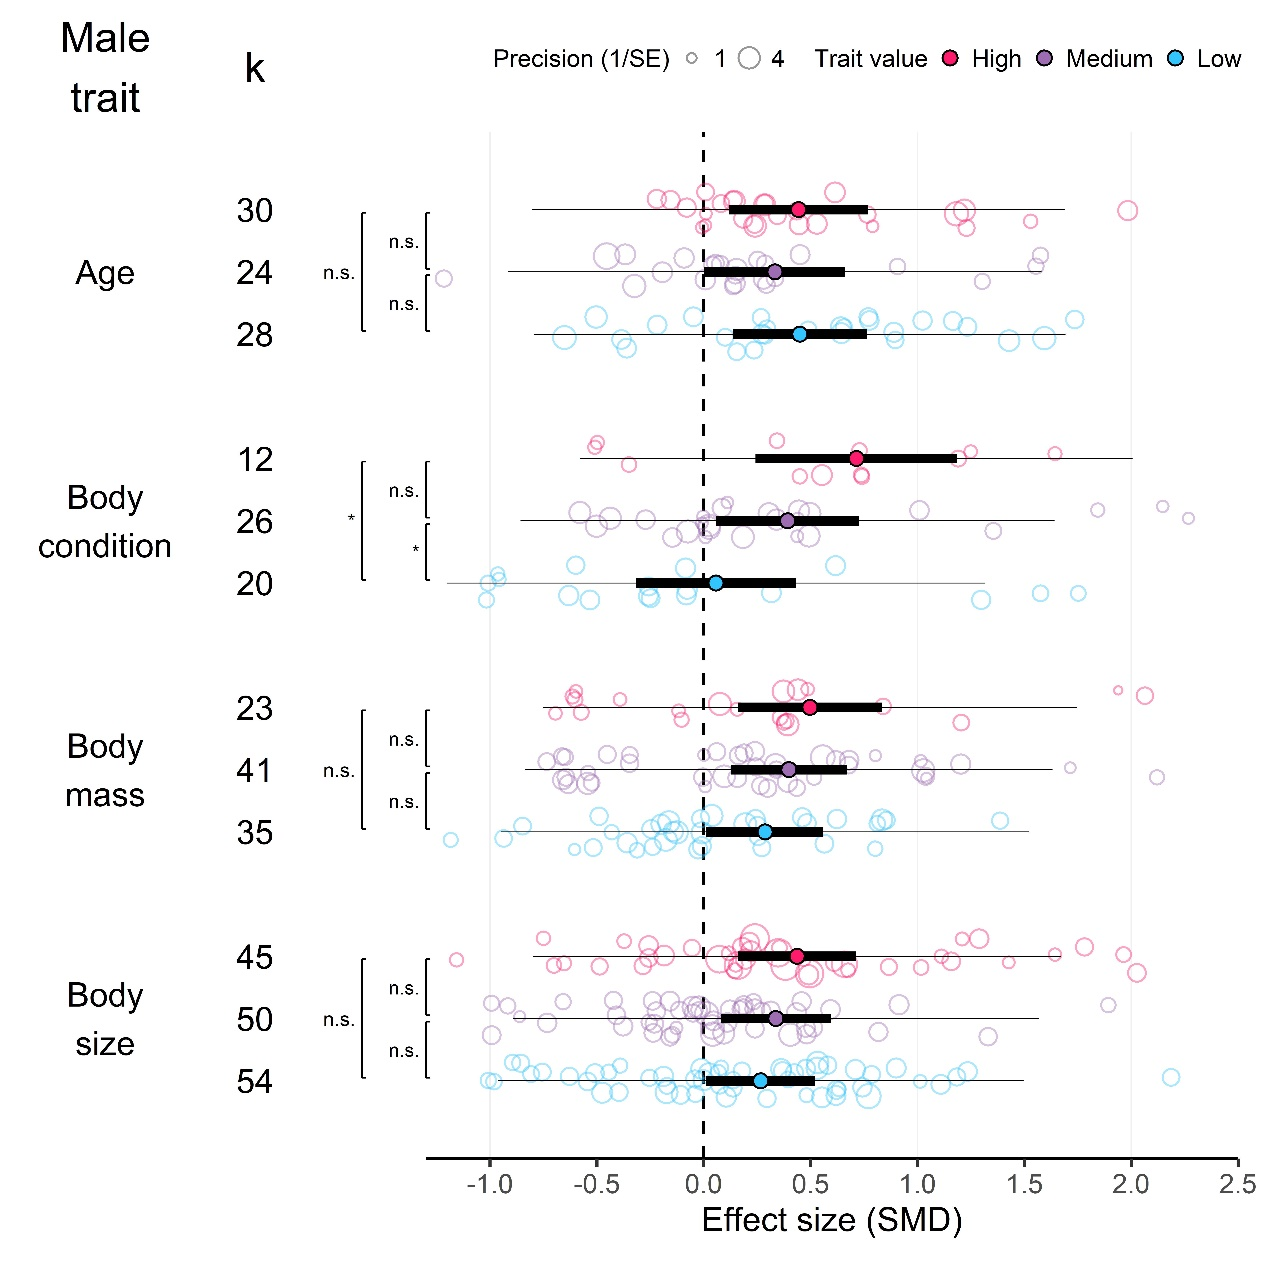 Male
trait
k
Precision (1/SE) 1 4 Trait value High Medium Low
30
n.s.
Age
24
n.s.
n.s.
28
12
n.s.
Body
condition
26
*
*
20
23
n.s.
Body
mass
41
n.s.
n.s.
35
45
n.s.
Body
size
50
n.s.
n.s.
54
-1.0 -0.5 0.0 0.5 1.0 1.5 2.0 2.5
Effect size (SMD)